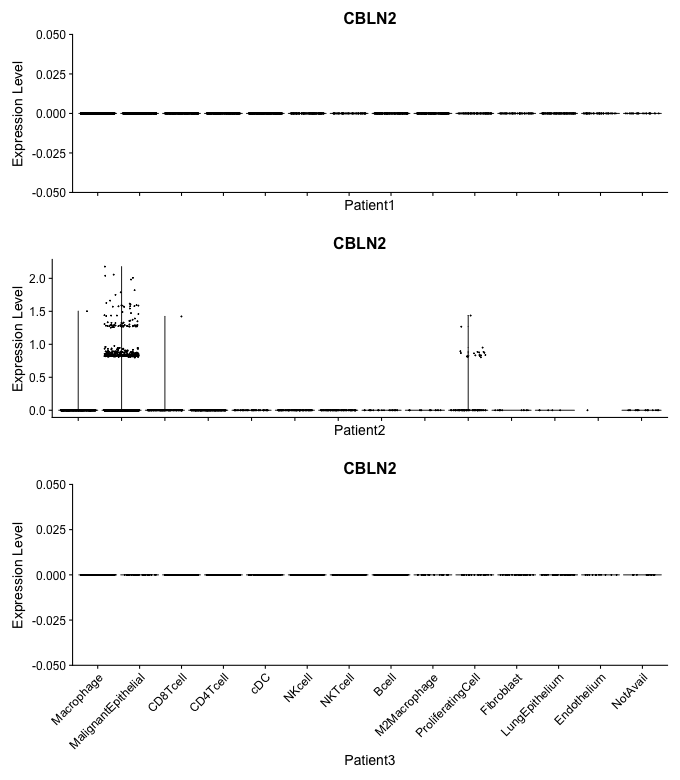 CBLN2
Expression Level
0.050
0.025
0.000
-0.025
-0.050
Patient1
CBLN2
Expression Level
2.0
1.5
1.0
0.5
0.0
Patient2
CBLN2
Expression Level
0.050
0.025
0.000
-0.025
-0.050
Macrophage
MalignantEpithelial
CD8Tcell
CD4Tcell
cDC
NKcell
NKTcell
Bcell
M2Macrophage
ProliferatingCell
Fibroblast
LungEpithelium
Endothelium
NotAvail
Patient3